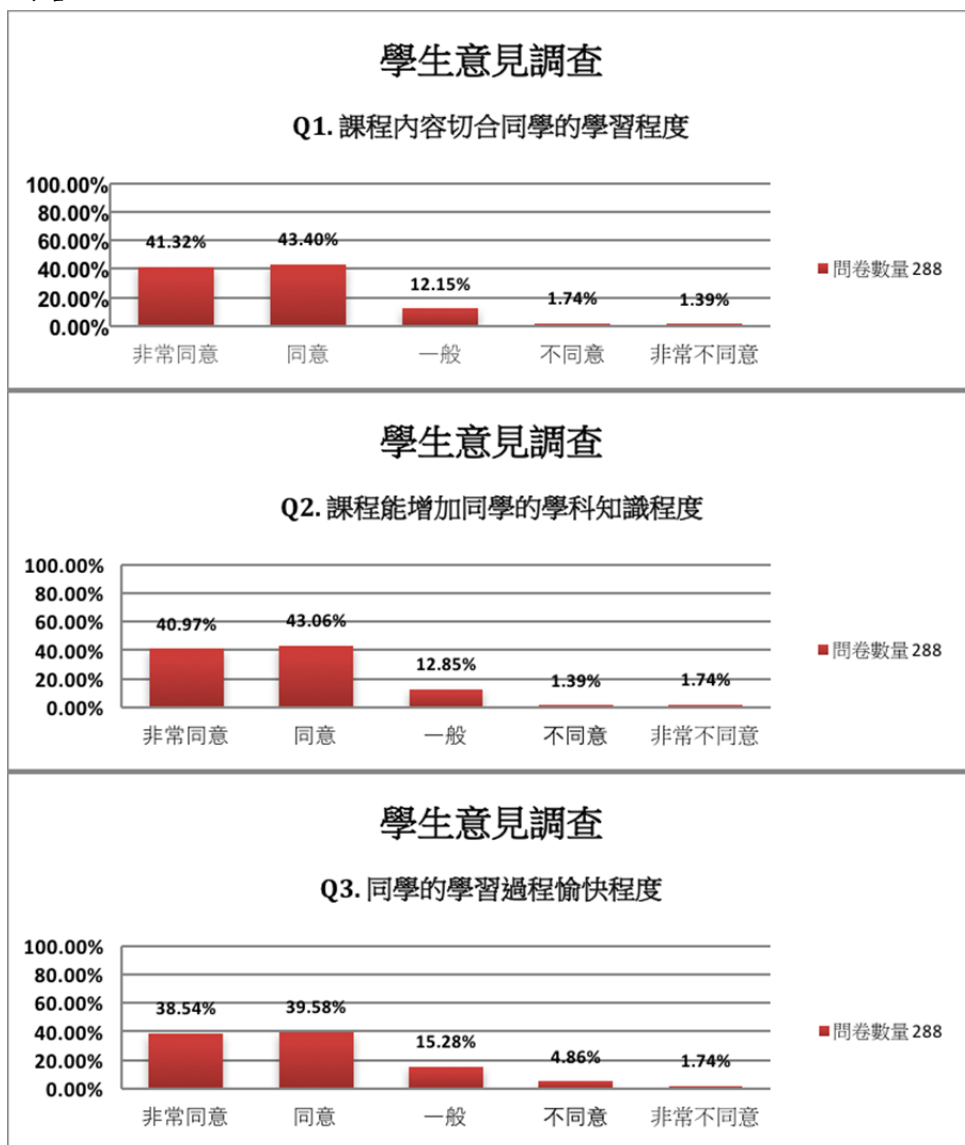 學生意見調查
Q1. 課程內容切合同學的學習程度
100.00%
80.00%
60.00%
40.00%
20.00%
0.00%
41.32% 43.40% 12.15% 1.74% 1.39%
非常同意 同意 一般 不同意 非常不同意
問卷數量 288
學生意見調查
Q2. 課程能增加同學的學科知識程度
100.00%
80.00%
60.00%
40.00%
20.00%
0.00%
40.97% 43.06% 12.85% 1.39% 1.74%
非常同意 同意 一般 不同意 非常不同意
問卷數量 288
學生意見調查
Q3. 同學的學習過程愉快程度
100.00%
80.00%
60.00%
40.00%
20.00%
0.00%
38.54% 39.58% 15.28% 4.86% 1.74%
非常同意 同意 一般 不同意 非常不同意
問卷數量 288